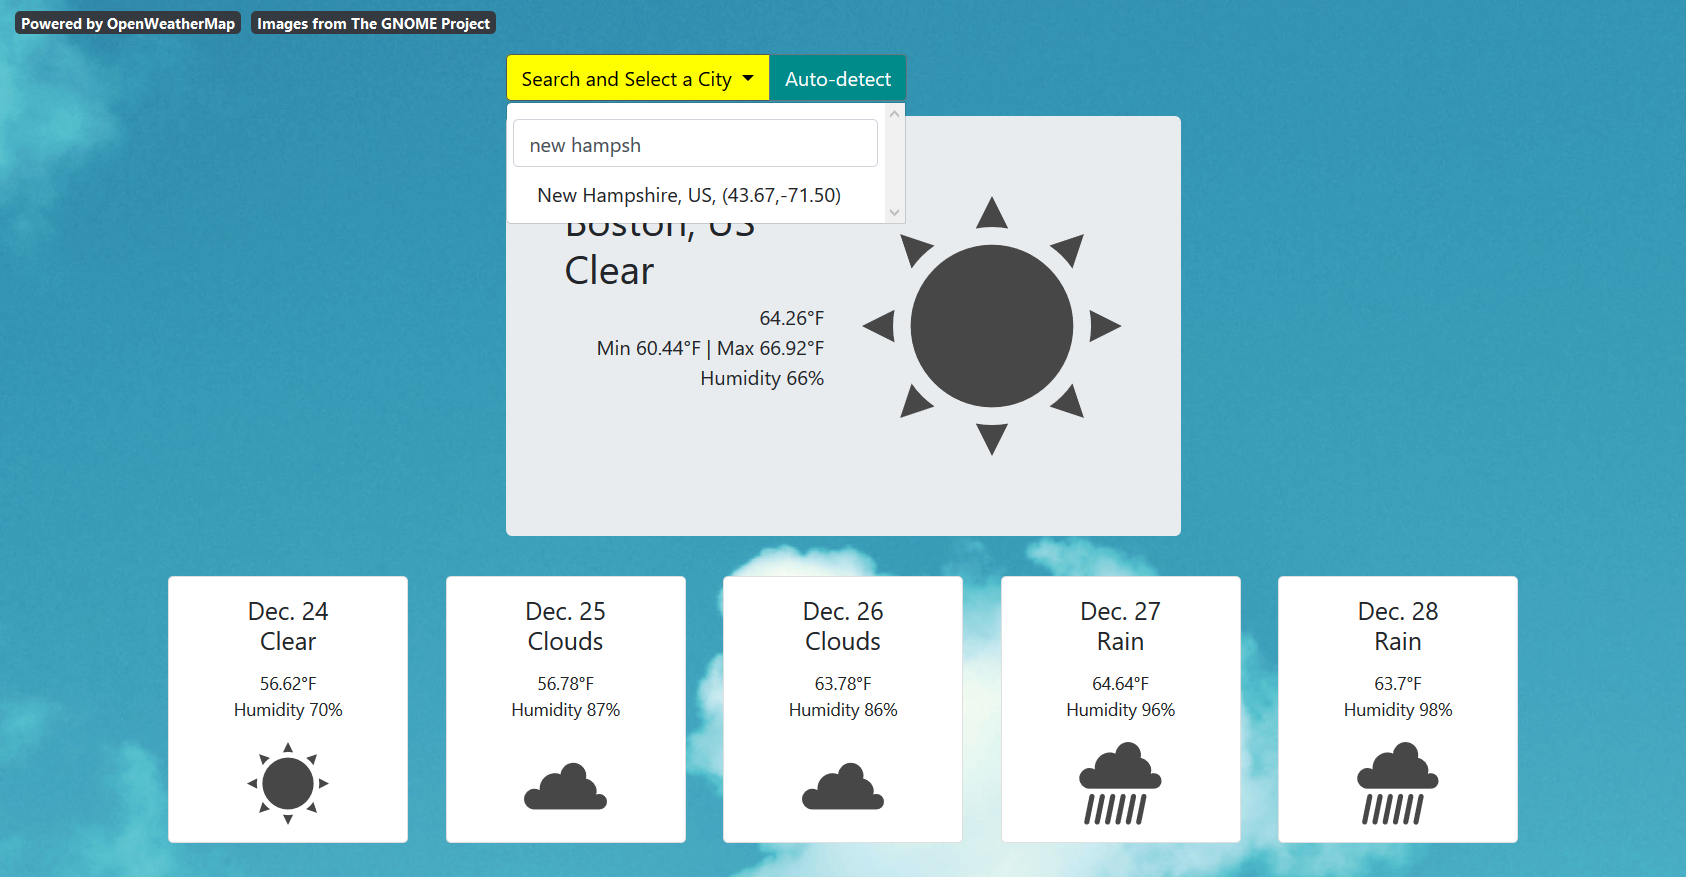 Powered by OpenWeatherMap Images from The GNOME Project
Search and Select a City Auto-detect
new hampsh
New Hampshire, US, (43.67,-71.50)
Boston, US
Clear
64.26°F
Min 60.44°F | Max 66.92°F
Humidity 66%
Dec. 24
Clear
56.62°F
Humidity 70%
Dec. 25
Clouds
56.78°F
Humidity 87%
Dec. 26
Clouds
63.78°F
Humidity 86%
Dec. 27
Rain
64.64°F
Humidity 96%
Dec. 28
Rain
63.7°F
Humidity 98%